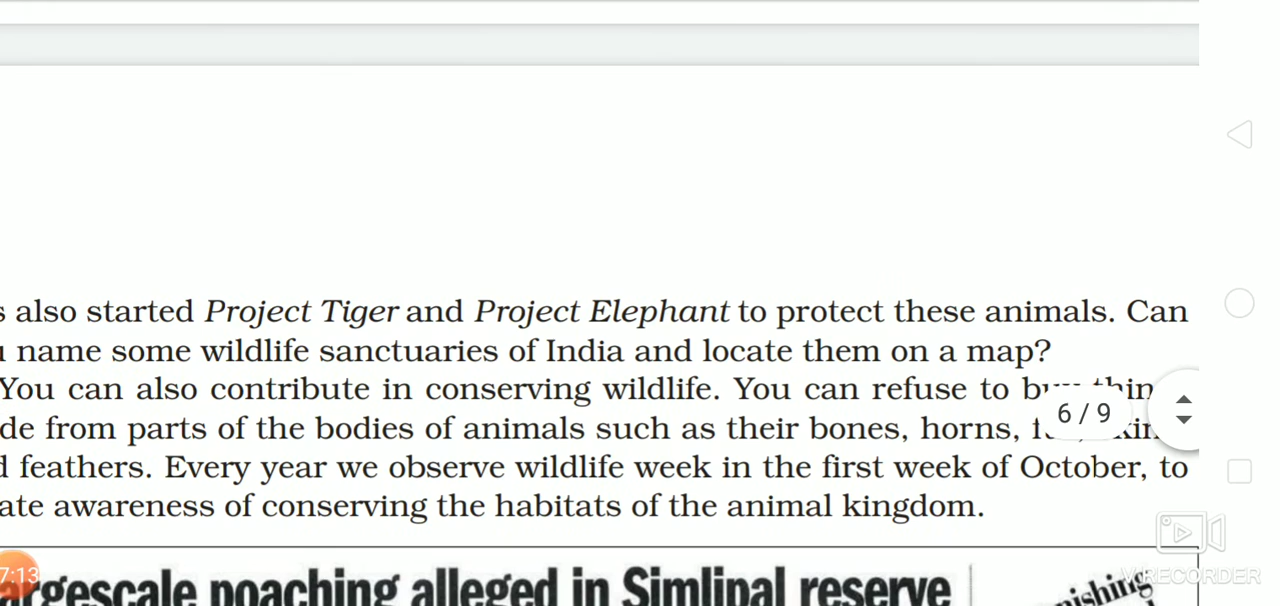 also started Project Tiger and Project Elephant to protect these animals. Can
name some wildlife sanctuaries of India and locate them on a map?
You can also contribute in conserving wildlife. You can refuse to
6 / 9
de from parts of the bodies of animals such as their bones, horns,
feathers. Every year we observe wildlife week in the first week of October, to
ate awareness of conserving the habitats of the animal kingdom.
7:13
rgescale poaching alleged in Simlipal reserve
nishing
V RECORDER